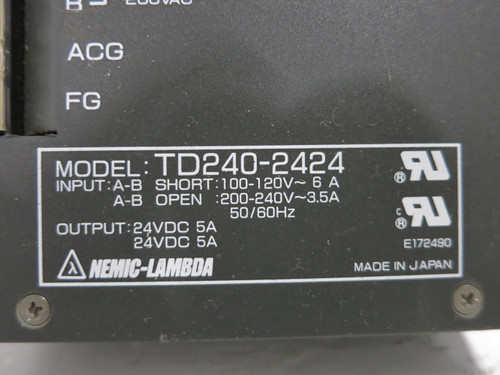 B 200VAC
ACG
FG
MODEL: TD240-2424
INPUT: A-B SHORT: 100-120V~ 6 A
A-B OPEN : 200-240V~3.5A
50/60Hz
OUTPUT: 24VDC 5A
24VDC 5A
E172490
NEMIC-LAMBDA
MADE IN JAPAN